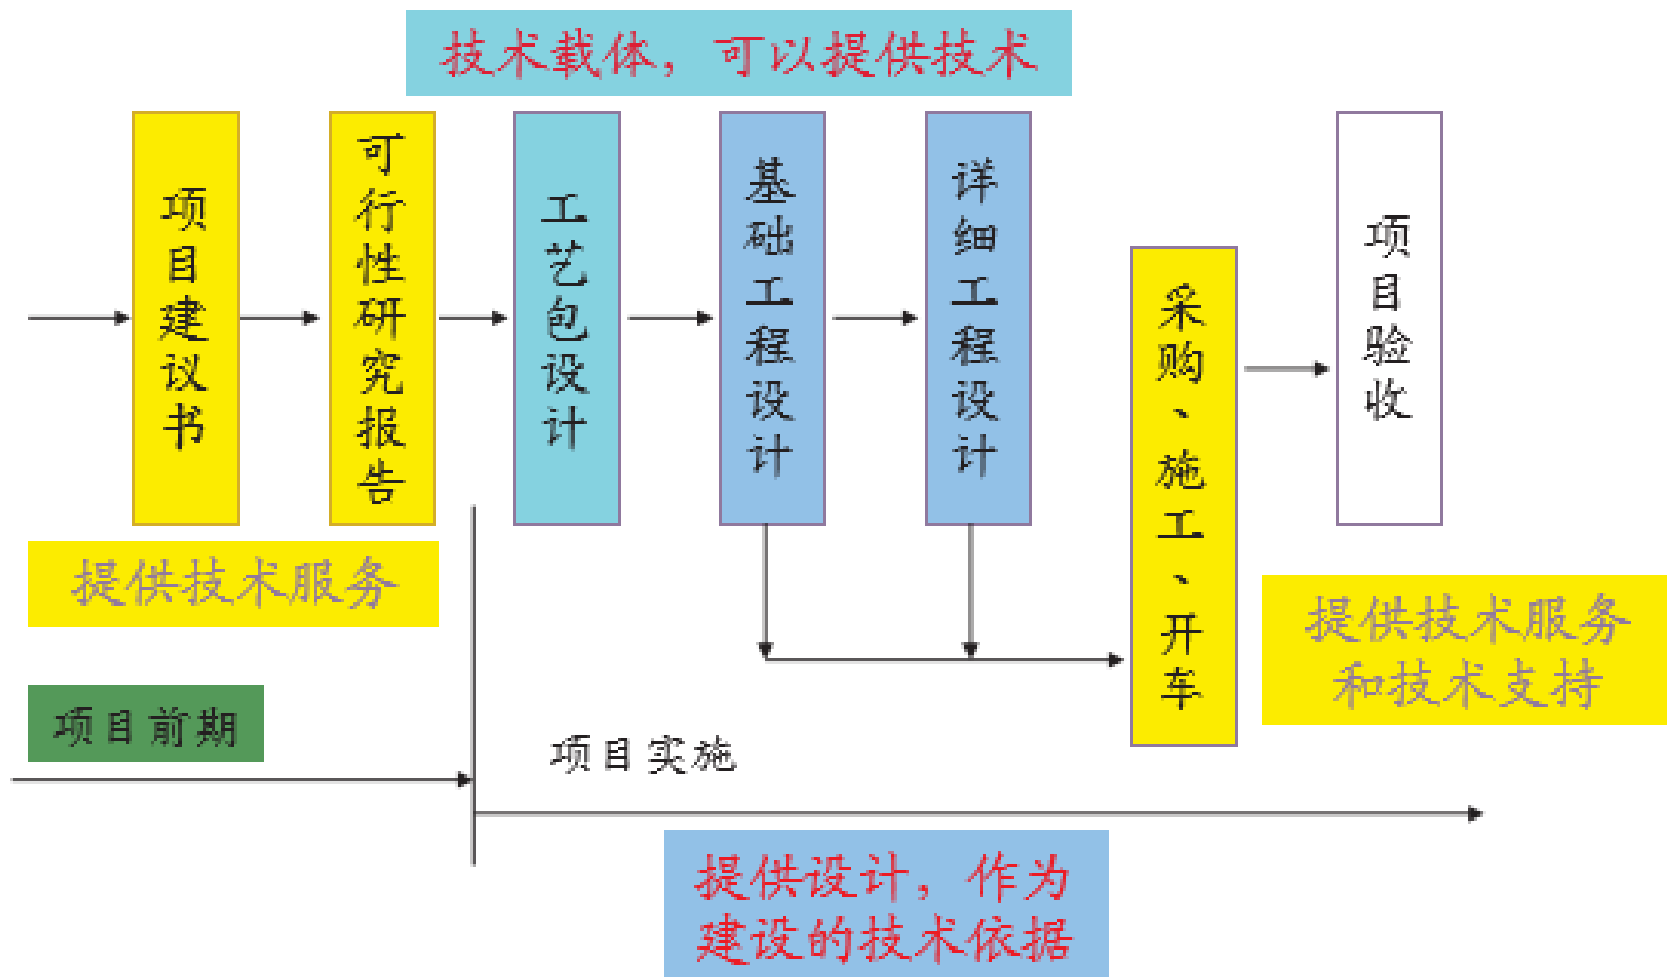 技术载体，可以提供技术
项目建议书
可行性研究报告
工艺包设计
基础工程设计
详细工程设计
采购、施工、开车
项目验收
提供技术服务
提供技术服务
和技术支持
项目前期
项目实施
提供设计，作为
建设的技术依据